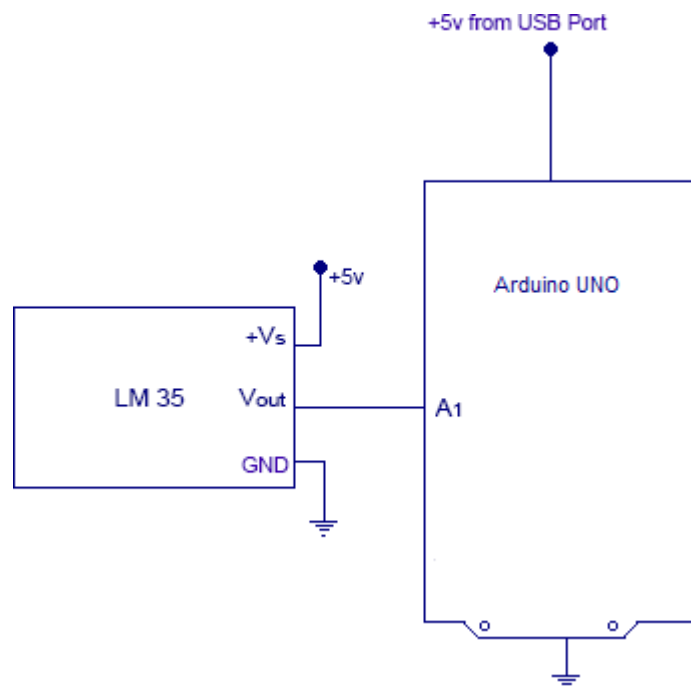 +5v from USB Port
+5v
Arduino UNO
+Vs
LM 35
Vout
A1
GND